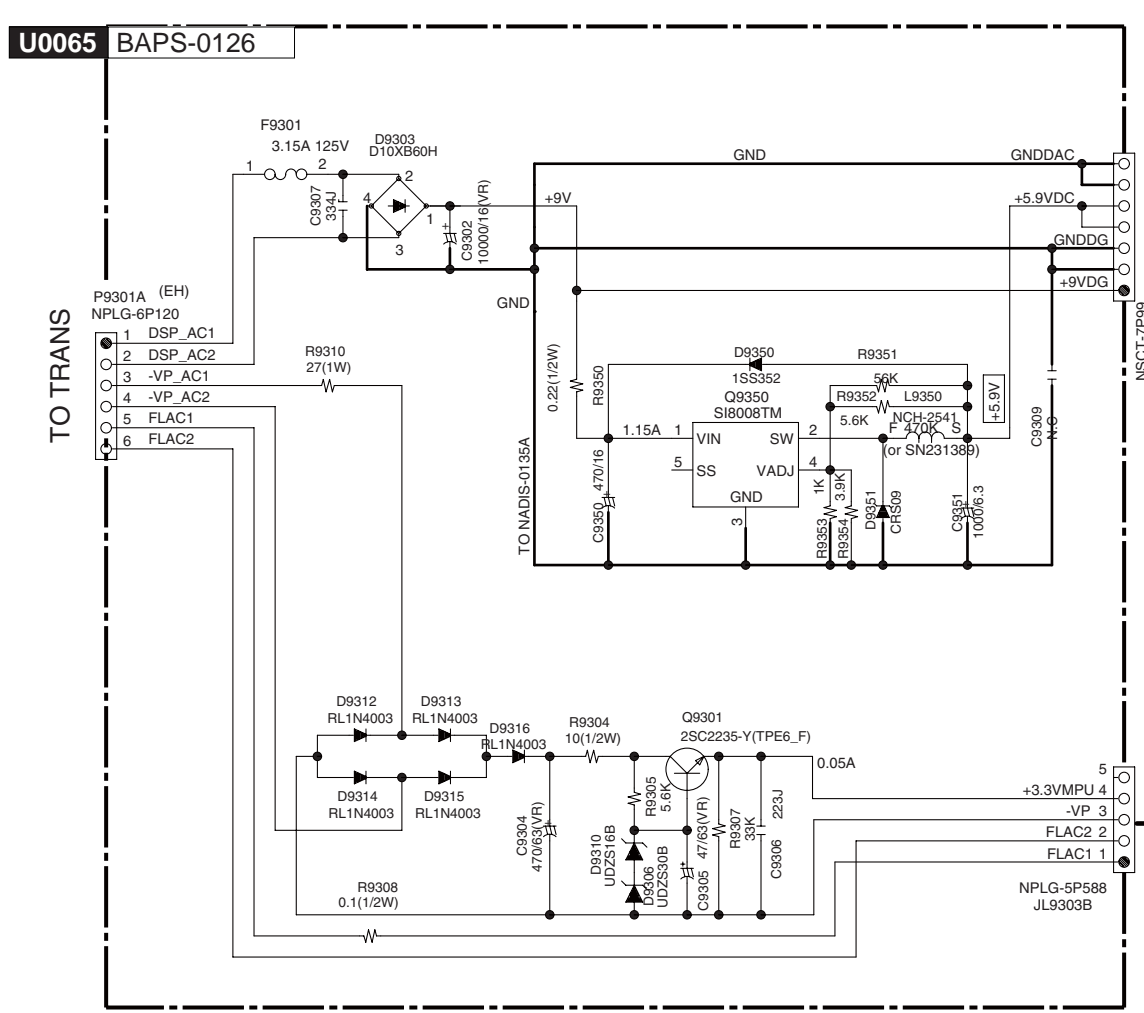 U0065 BAPS-0126
F9301
3.15A 125V
D9303
D10XB60H
1 2
C9307
334J
2
4
1
3
+
C9302
10000/16(VR)
+9V
GND
GND
GNDDAC
+5.9VDC
GNDDG
+9VDG
NSCT-7P99
TO TRANS
P9301A (EH)
NPLG-6P120
1 DSP_AC1
2 DSP_AC2
3 -VP_AC1
4 -VP_AC2
5 FLAC1
6 FLAC2
R9310
27(1W)
TO NADIS-0135A
0.22(1/2W)
R9350
D9350
1SS352
Q9350
SI8008TM
1.15A
1 VIN
SW 2
5 SS
VADJ 4
GND
3
C9350
470/16
+
R9351
56K
R9352
5.6K
L9350
NCH-2541
F 470K S
(or SN231389)
+5.9V
R9353
1K
R9354
3.9K
D9351
CRS09
C9351
1000/6.3
+
C9309
N.C
D9312
RL1N4003
D9313
RL1N4003
D9314
RL1N4003
D9315
RL1N4003
D9316
RL1N4003
R9304
10(1/2W)
Q9301
2SC2235-Y(TPE6_F)
0.05A
C9304
470/63(VR)
+
R9305
5.6K
D9310
UDZS16B
D9306
UDZS30B
C9305
47/63(VR)
+
R9307
33K
C9306
223J
R9308
0.1(1/2W)
5
+3.3VMPU 4
-VP 3
FLAC2 2
FLAC1 1
NPLG-5P588
JL9303B